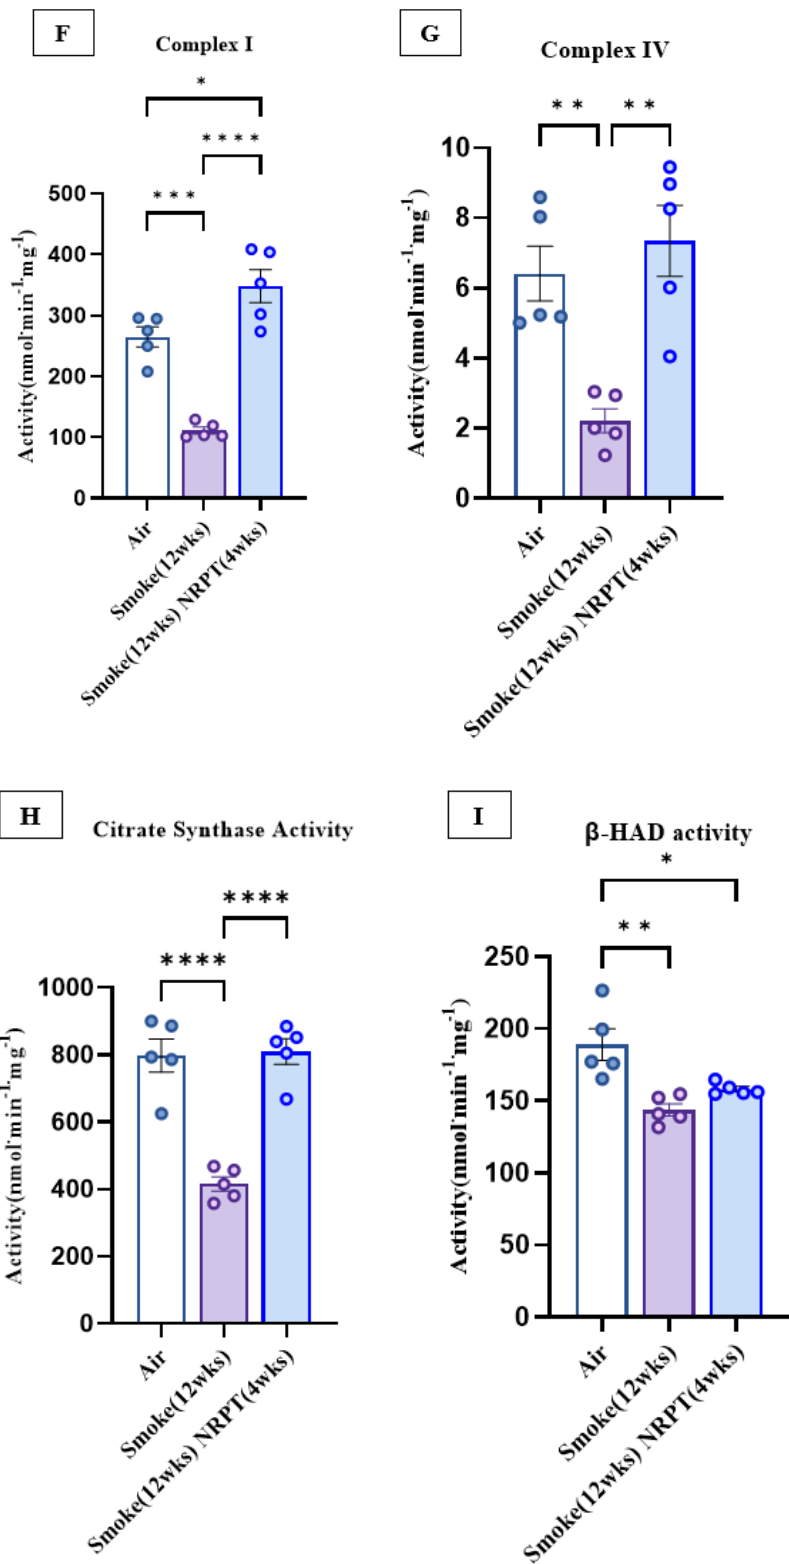 F
Complex I
*
****
***
Activity(nmol·min-1·mg-1)
500
400
300
200
100
0
Air
Smoke(12wks)
Smoke(12wks) NRPT(4wks)
G
Complex IV
** **
Activity(nmol·min-1·mg-1)
10
8
6
4
2
0
Air
Smoke(12wks)
Smoke(12wks) NRPT(4wks)
H
Citrate Synthase Activity
****
****
Activity(nmol·min-1·mg-1)
1000
800
600
400
200
0
Air
Smoke(12wks)
Smoke(12wks) NRPT(4wks)
I
β-HAD activity
*
**
Activity(nmol·min-1·mg-1)
250
200
150
100
50
0
Air
Smoke(12wks)
Smoke(12wks) NRPT(4wks)